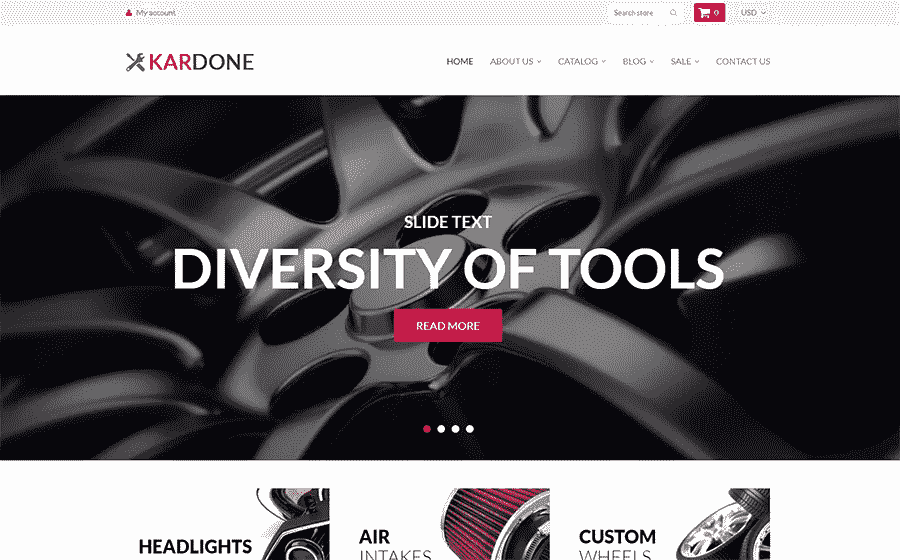 My account
Search store
0
USD
KARDONE
HOME
ABOUT US
CATALOG
BLOG
SALE
CONTACT US
SLIDE TEXT
DIVERSITY OF TOOLS
READ MORE
HEADLIGHTS
AIR
INTAKES
CUSTOM
WHEELS